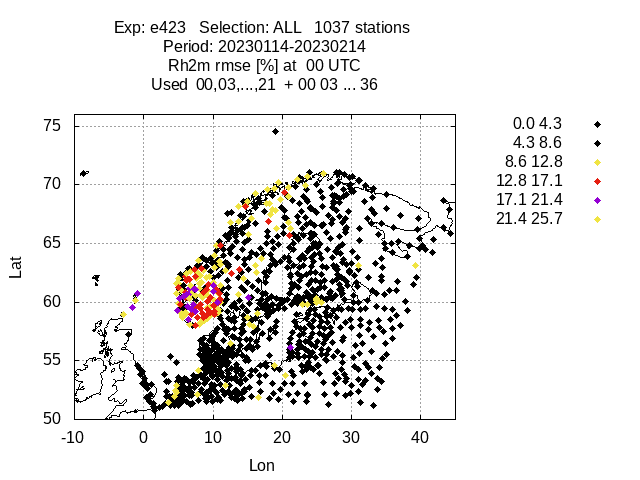 Exp: e423 Selection: ALL 1037 stations
Period: 20230114-20230214
Rh2m rmse [%] at 00 UTC
Used 00,03,...,21 + 00 03 ... 36
0.0 4.3
4.3 8.6
8.6 12.8
12.8 17.1
17.1 21.4
21.4 25.7
75
70
65
60
55
50
Lat
-10 0 10 20 30 40
Lon